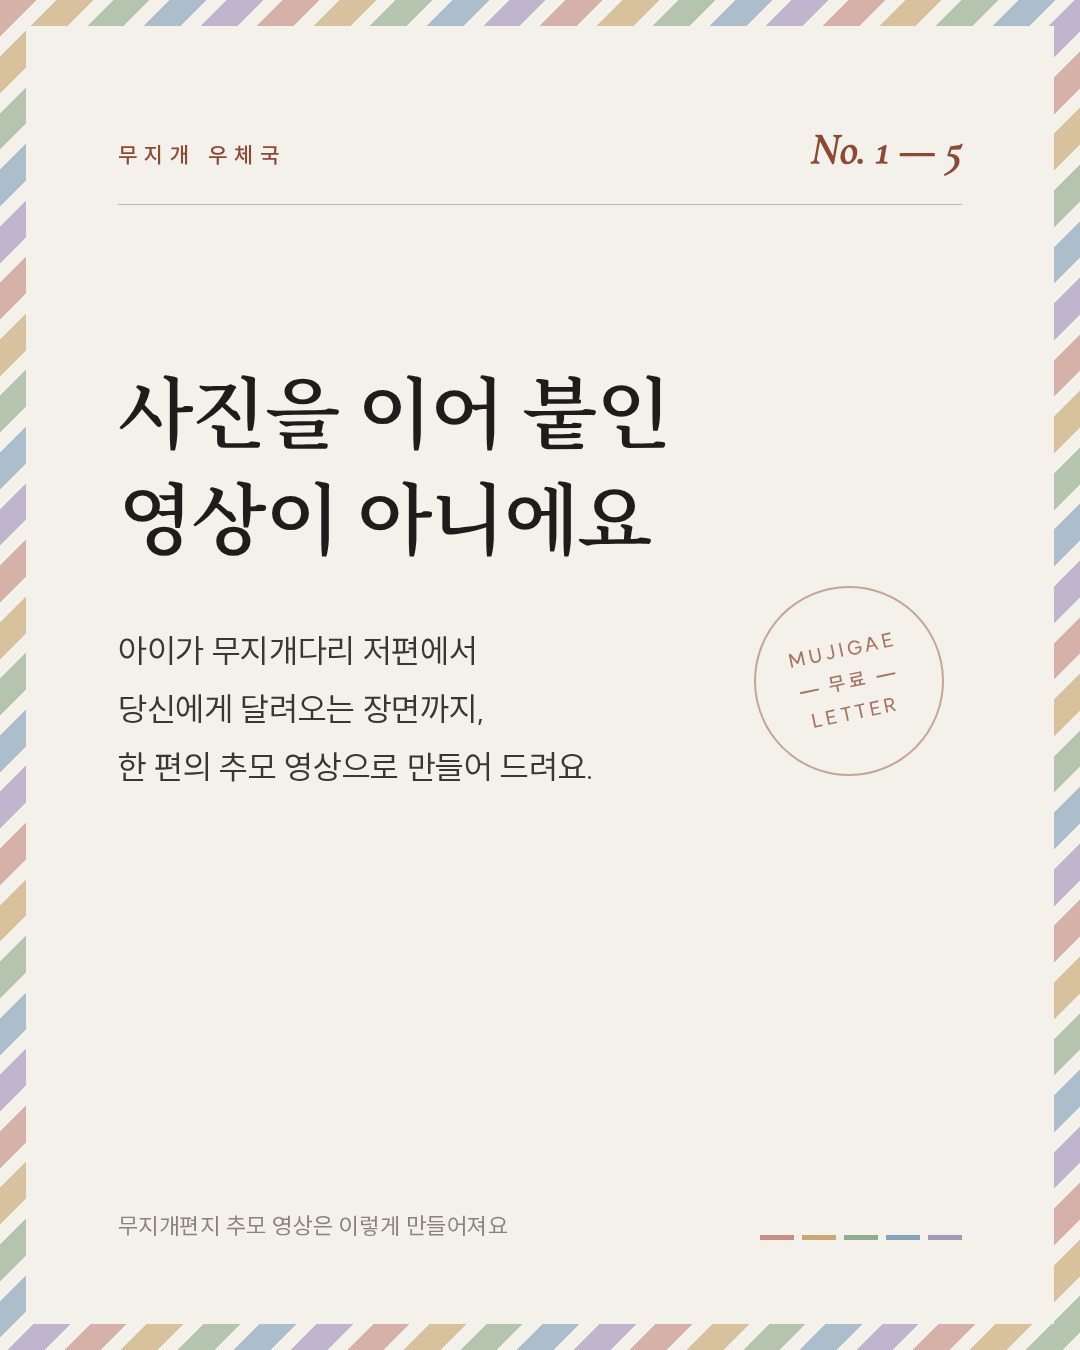 무지개 우체국
No. 1 — 5
사진을 이어 붙인
영상이 아니에요
아이가 무지개다리 저편에서
당신에게 달려오는 장면까지,
한 편의 추모 영상으로 만들어 드려요.
MUJIGAE
— 무료 —
LETTER
무지개편지 추모 영상은 이렇게 만들어져요